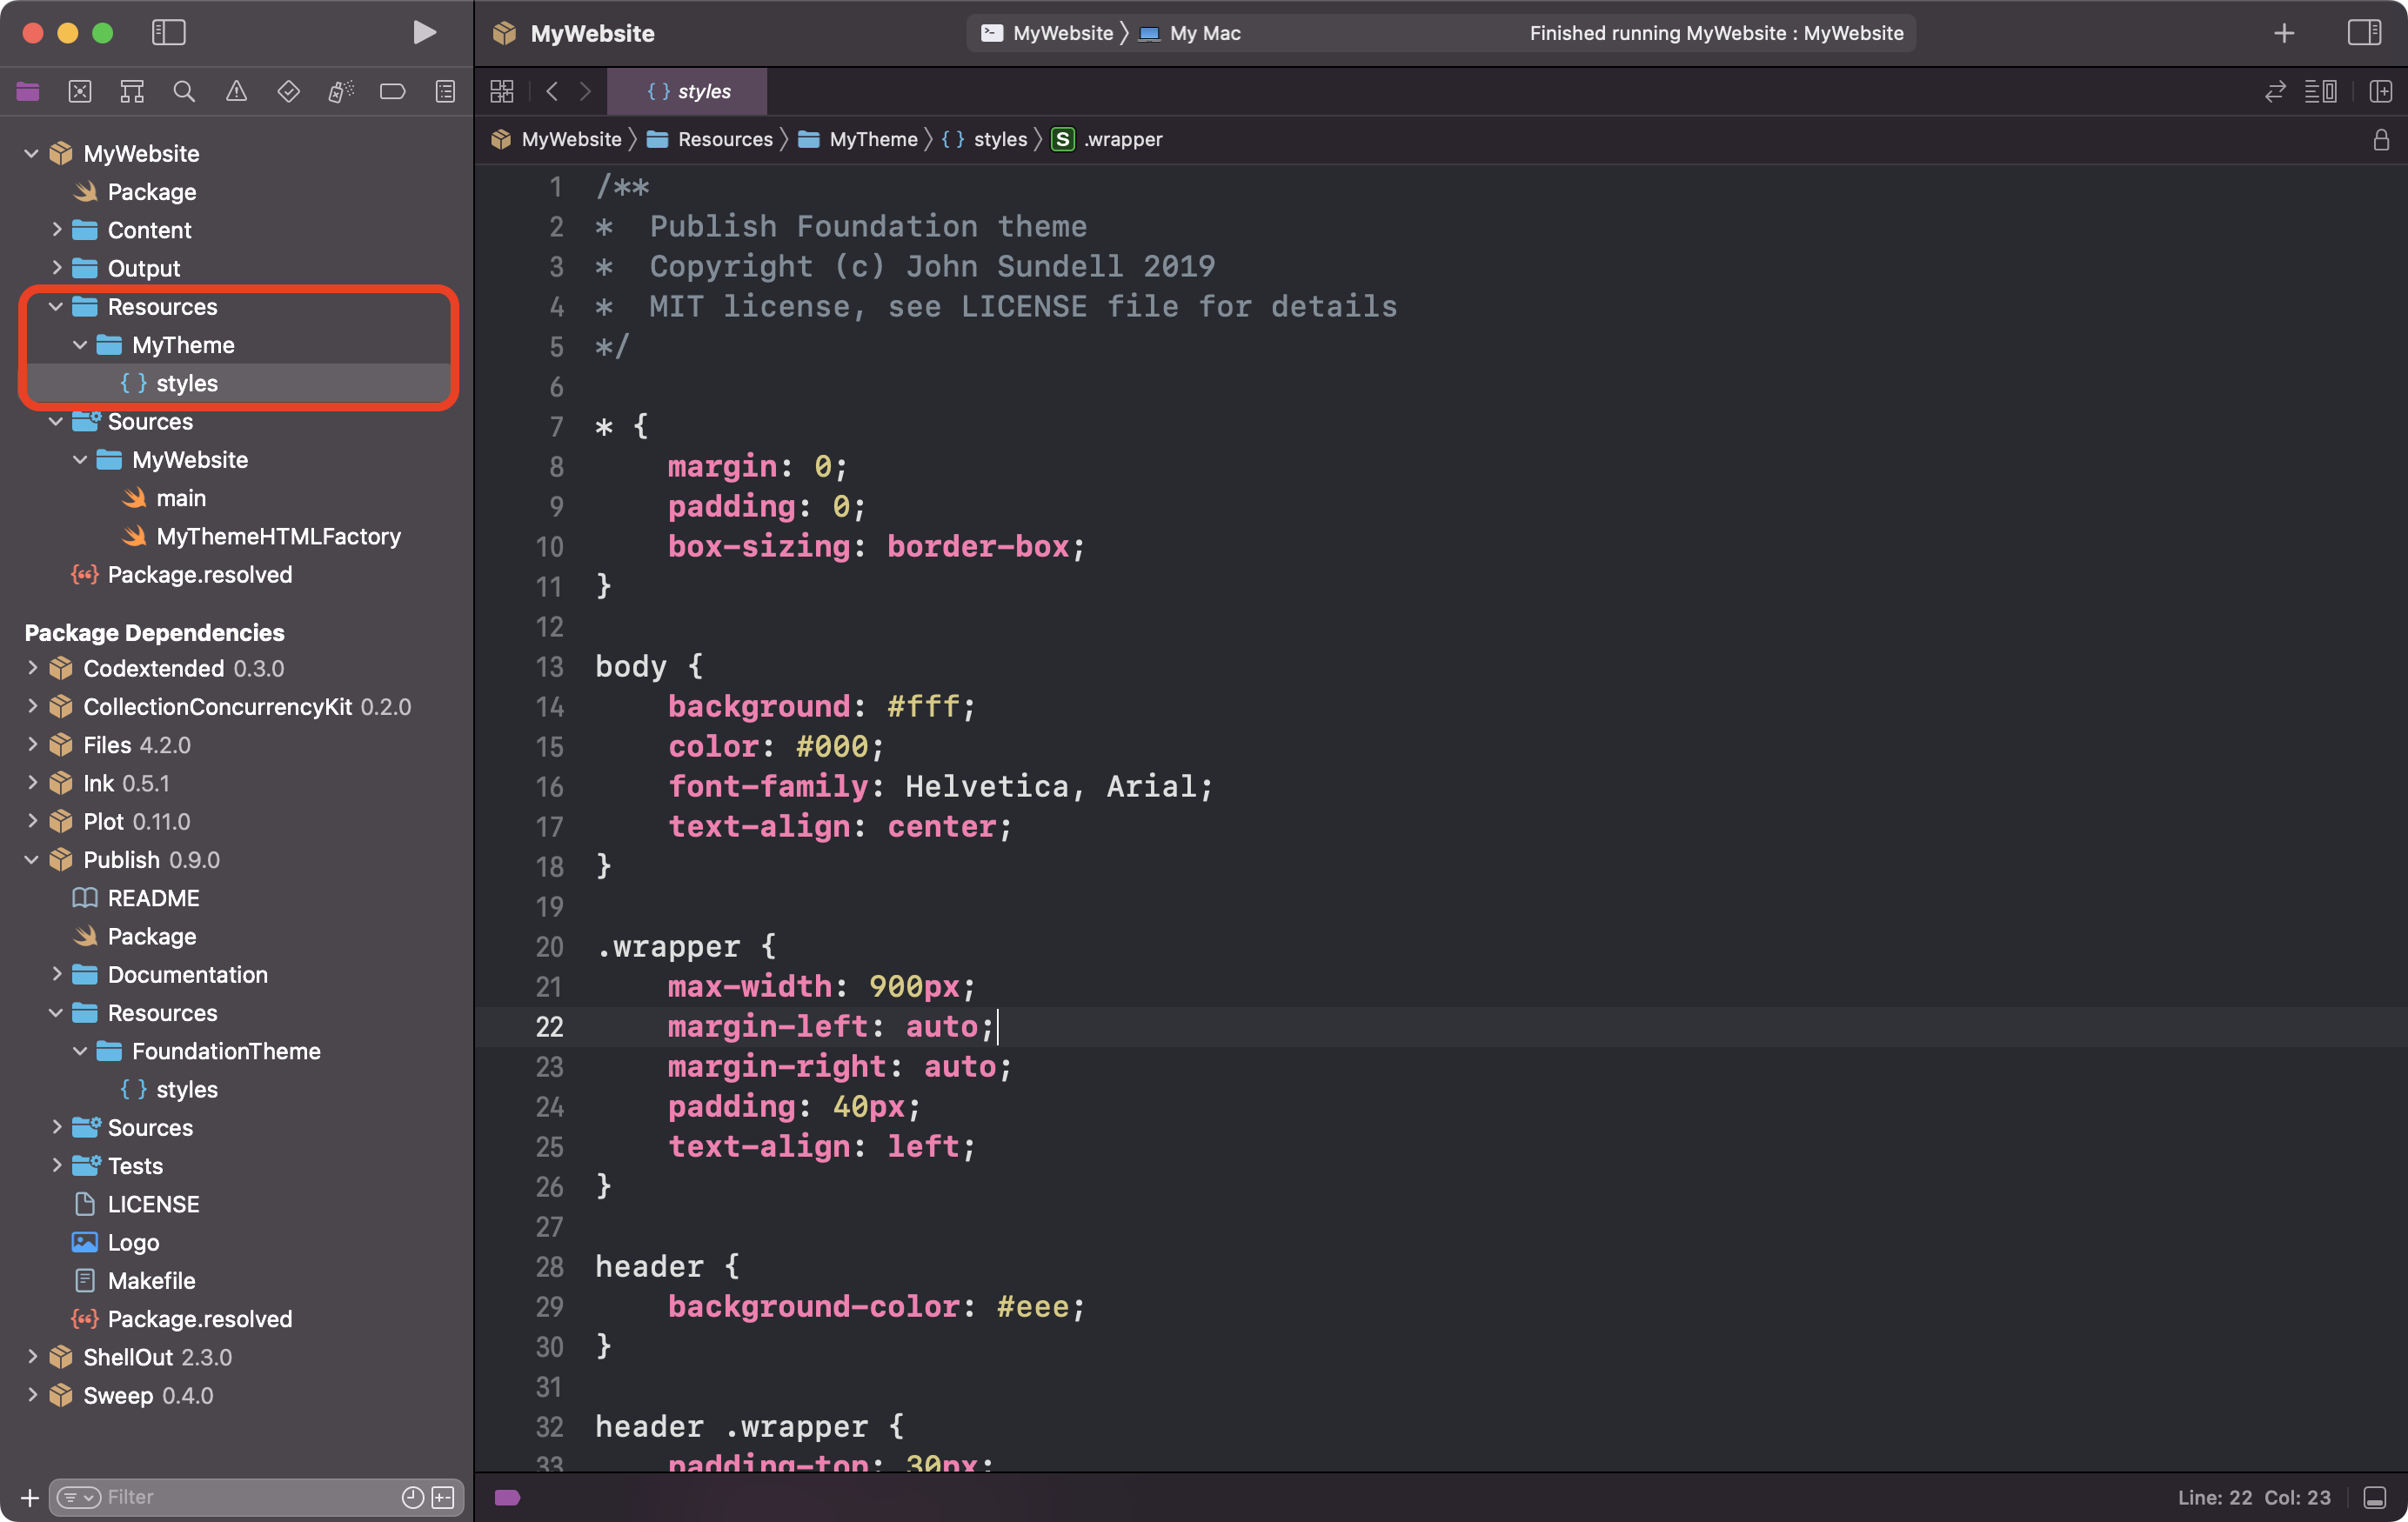 MyWebsite
MyWebsite
My Mac
Finished running MyWebsite : MyWebsite
{ } styles
MyWebsite
Package
Content
Output
Resources
MyTheme
{ } styles
Sources
MyWebsite
main
MyThemeHTMLFactory
Package.resolved
Package Dependencies
Codextended 0.3.0
CollectionConcurrencyKit 0.2.0
Files 4.2.0
Ink 0.5.1
Plot 0.11.0
Publish 0.9.0
README
Package
Documentation
Resources
FoundationTheme
{ } styles
Sources
Tests
LICENSE
Logo
Makefile
Package.resolved
ShellOut 2.3.0
Sweep 0.4.0
Filter
MyWebsite 〉 Resources 〉 MyTheme 〉 { } styles 〉 S .wrapper
1 /**
2 *  Publish Foundation theme
3 *  Copyright (c) John Sundell 2019
4 *  MIT license, see LICENSE file for details
5 */
6
7 * {
8     margin: 0;
9     padding: 0;
10     box-sizing: border-box;
11 }
12
13 body {
14     background: #fff;
15     color: #000;
16     font-family: Helvetica, Arial;
17     text-align: center;
18 }
19
20 .wrapper {
21     max-width: 900px;
22     margin-left: auto;
23     margin-right: auto;
24     padding: 40px;
25     text-align: left;
26 }
27
28 header {
29     background-color: #eee;
30 }
31
32 header .wrapper {
33     padding-top: 30px;
Line: 22 Col: 23